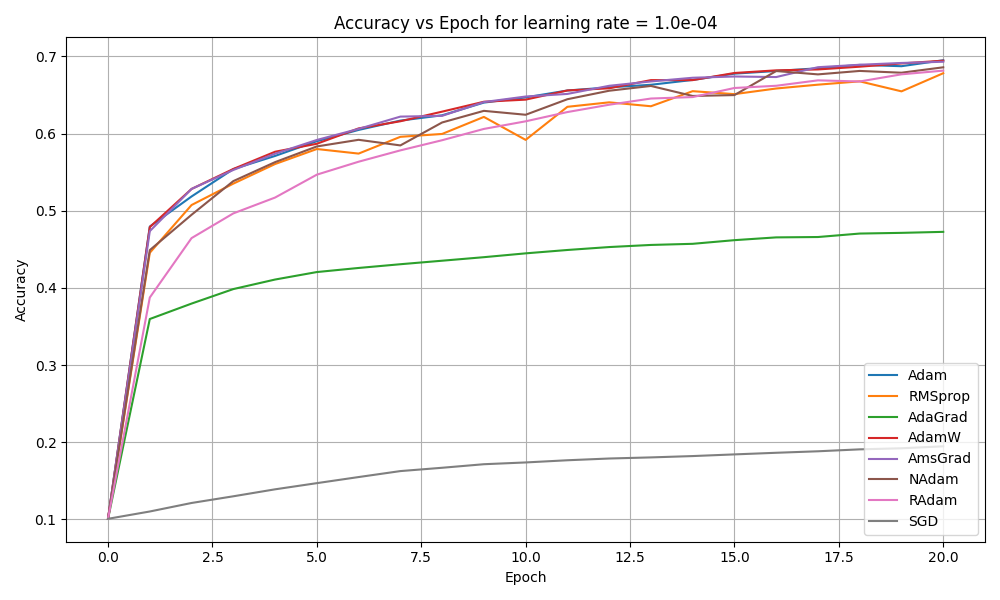 Accuracy vs Epoch for learning rate = 1.0e-04
0.7
0.6
0.5
0.4
0.3
0.2
0.1
Accuracy
0.0
2.5
5.0
7.5
10.0
12.5
15.0
17.5
20.0
Epoch
Adam
RMSprop
AdaGrad
AdamW
AmsGrad
NAdam
RAdam
SGD